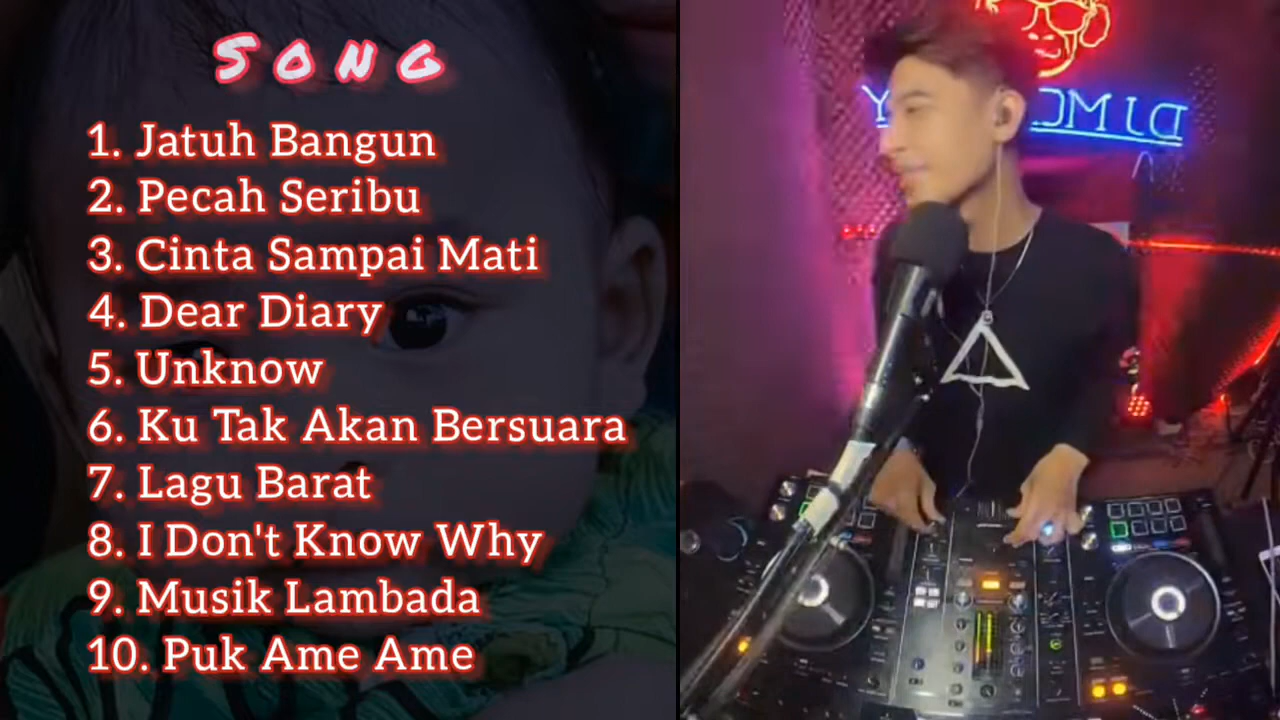 Song
1. Jatuh Bangun
2. Pecah Seribu
3. Cinta Sampai Mati
4. Dear Diary
5. Unknow
6. Ku Tak Akan Bersuara
7. Lagu Barat
8. I Don't Know Why
9. Musik Lambada
10. Puk Ame Ame